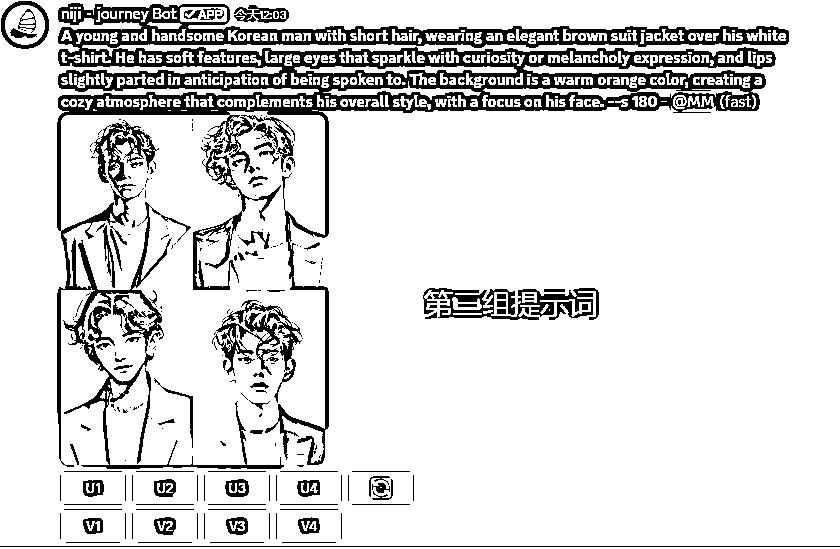 niji · journey Bot ✓APP 今天12:03
A young and handsome Korean man with short hair, wearing an elegant brown suit jacket over his white
t-shirt. He has soft features, large eyes that sparkle with curiosity or melancholy expression, and lips
slightly parted in anticipation of being spoken to. The background is a warm orange color, creating a
cozy atmosphere that complements his overall style, with a focus on his face. --s 180 - @MM (fast)
第三组提示词
U1 U2 U3 U4
V1 V2 V3 V4